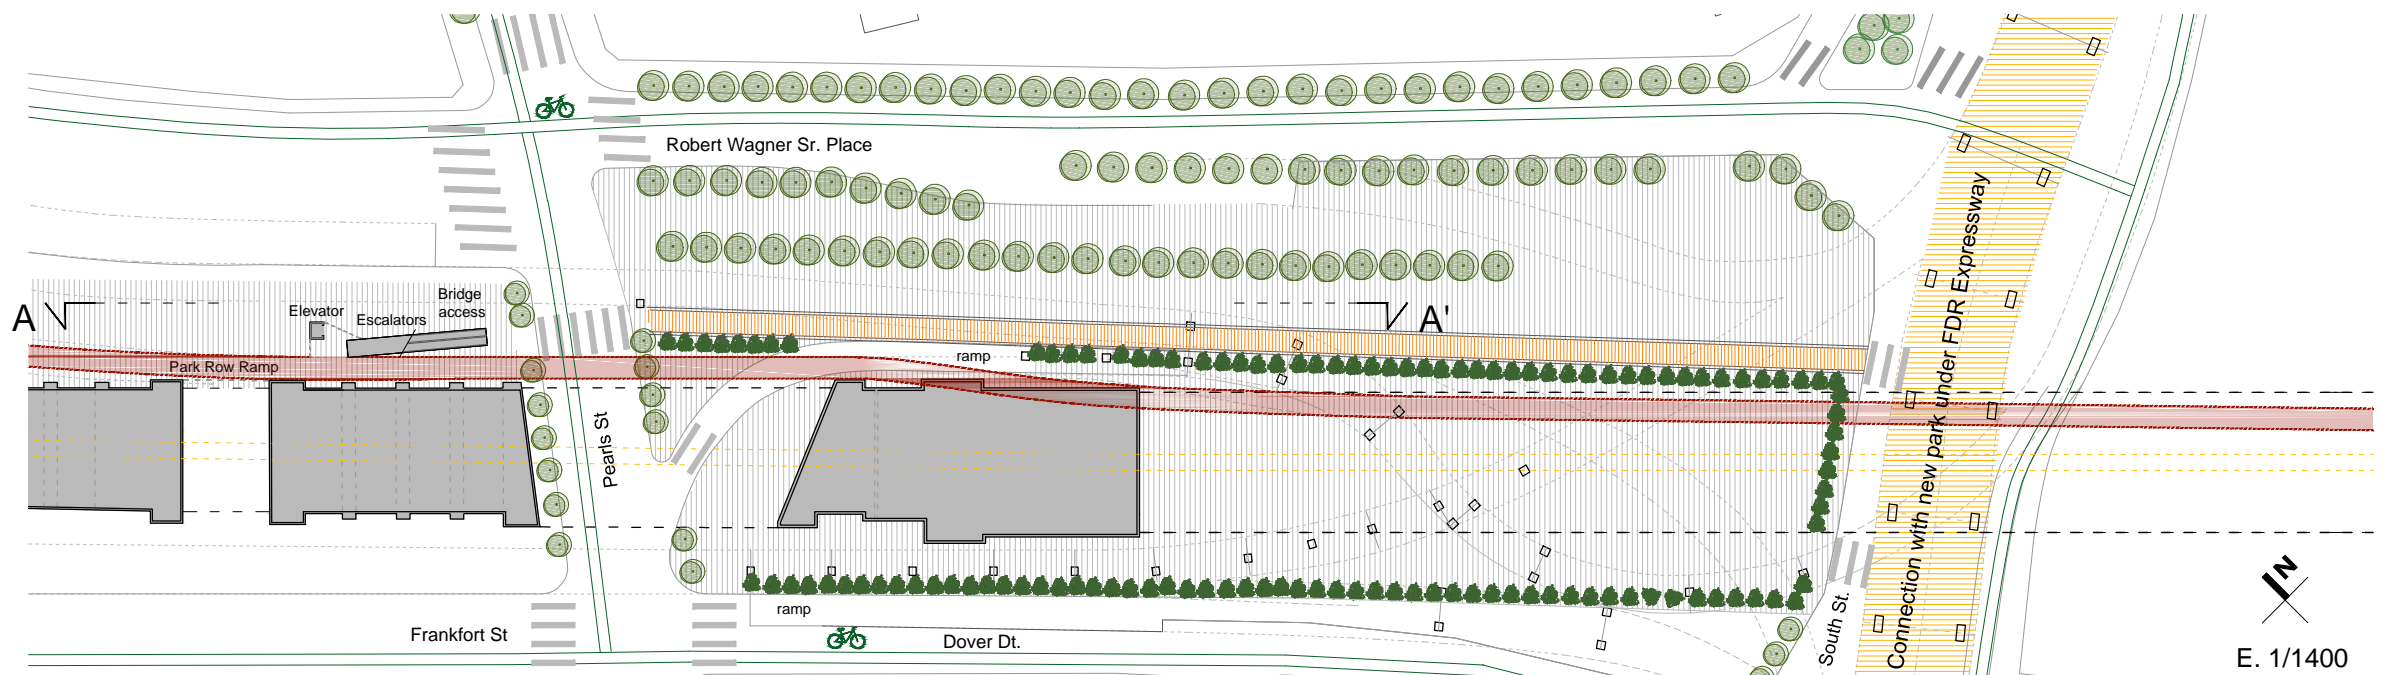 Robert Wagner Sr. Place
A
Elevator
Escalators
Bridge
access
A'
Park Row Ramp
ramp
Pearls St
Connection with new park under FDR Expressway
ramp
Frankfort St
Dover Dt.
South St.
N
E. 1/1400